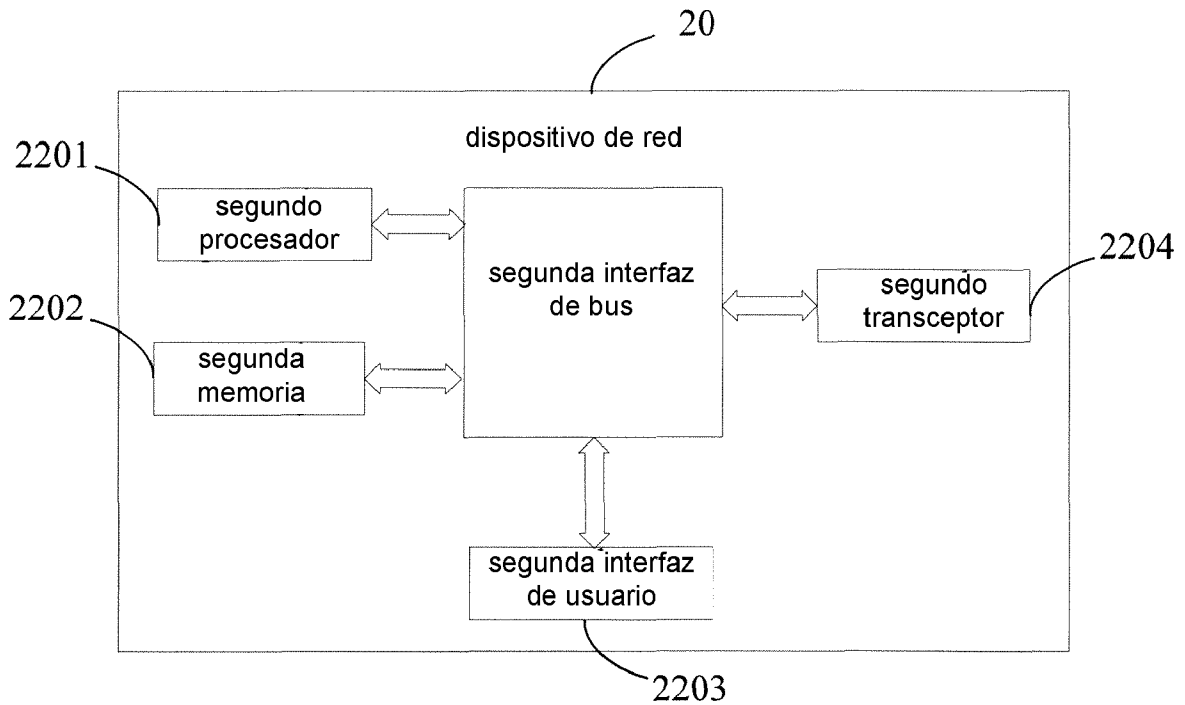 20
dispositivo de red
2201
segundo
procesador
segunda interfaz
de bus
2204
segundo
transceptor
2202
segunda
memoria
segunda interfaz
de usuario
2203